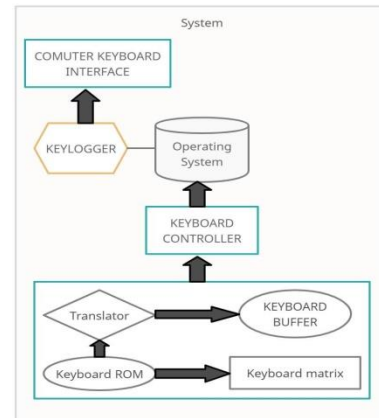 System
COMUTER KEYBOARD
INTERFACE
KEYLOGGER
Operating
System
KEYBOARD
CONTROLLER
Translator
KEYBOARD
BUFFER
Keyboard ROM
Keyboard matrix